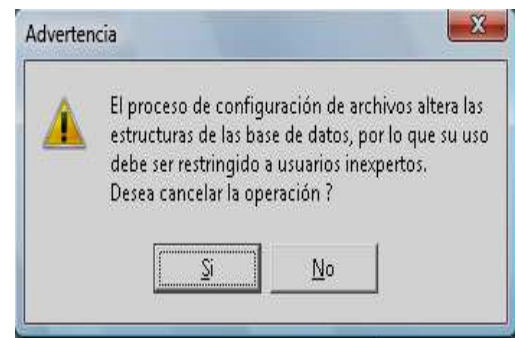 Advertencia
El proceso de configuración de archivos altera las
estructuras de las base de datos, por lo que su uso
debe ser restringido a usuarios inexpertos.
Desea cancelar la operación ?
Si No